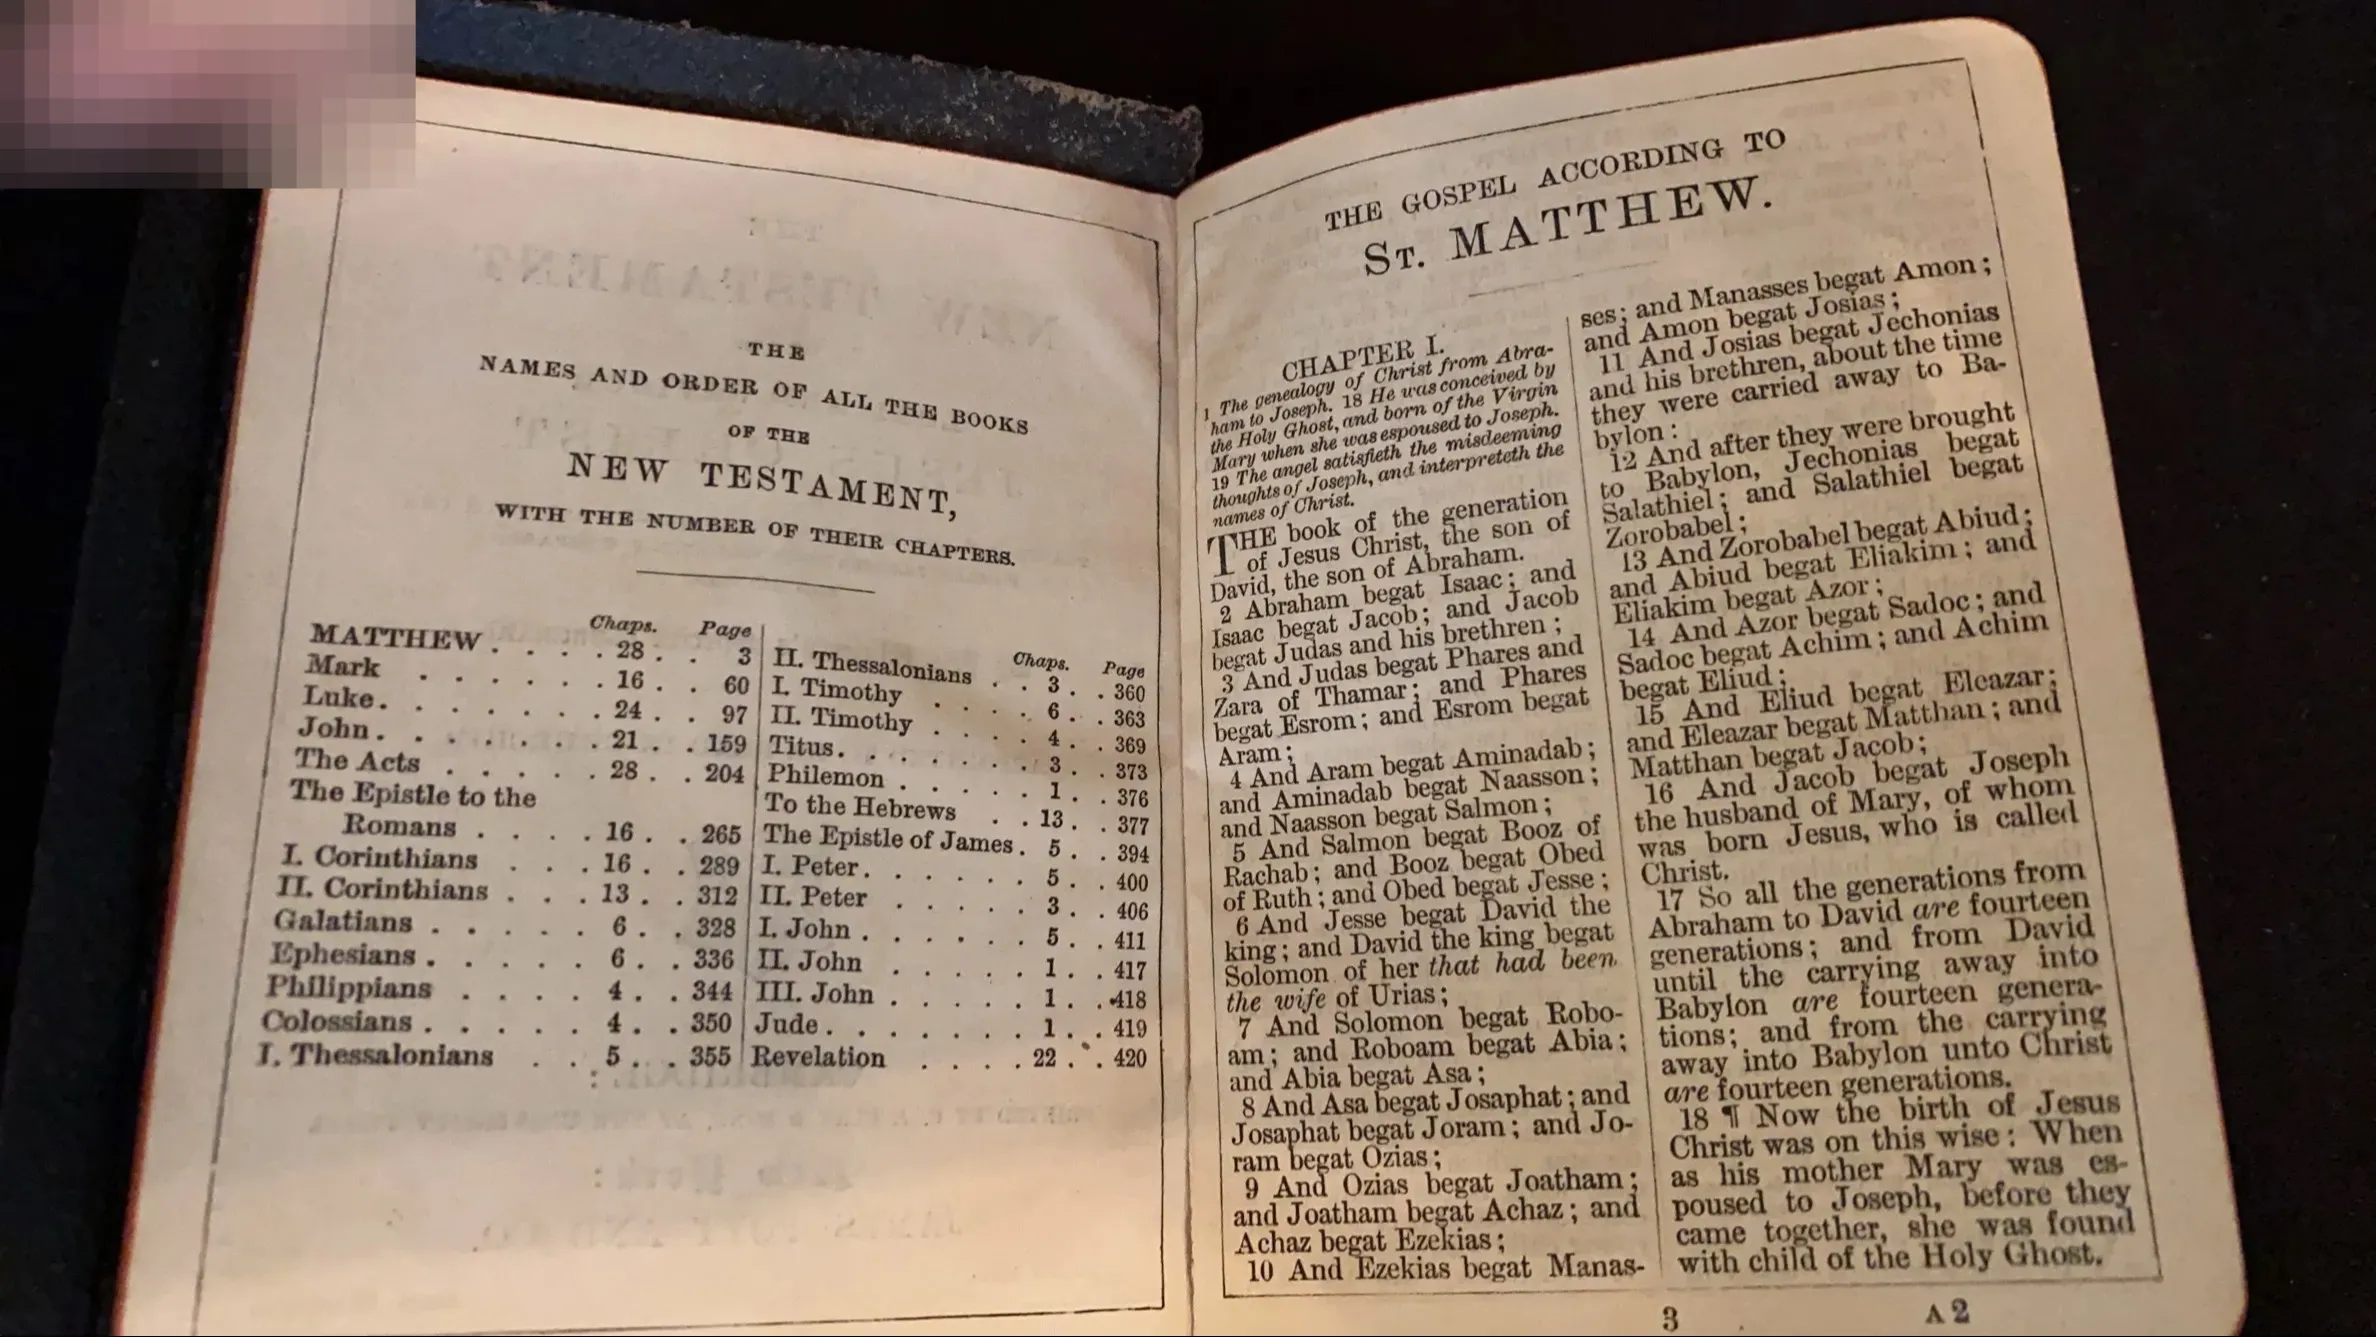 THE
NAMES AND ORDER OF ALL THE BOOKS
OF THE
NEW TESTAMENT,
WITH THE NUMBER OF THEIR CHAPTERS.
Chaps. Page
MATTHEW . . . . 28 . . 3
Mark . . . . . . 16 . . 60
Luke. . . . . . . 24 . . 97
John. . . . . . . 21 . . 159
The Acts . . . . . 28 . . 204
The Epistle to the
Romans . . . . 16 . . 265
I. Corinthians . . . 16 . . 289
II. Corinthians . . . 13 . . 312
Galatians . . . . . 6 . . 328
Ephesians . . . . . 6 . . 336
Philippians . . . . 4 . . 344
Colossians . . . . . 4 . . 350
I. Thessalonians . . 5 . . 355
Chaps. Page
II. Thessalonians . . 3 . . 360
I. Timothy . . . . 6 . . 363
II. Timothy . . . . 4 . . 369
Titus. . . . . . . 3 . . 373
Philemon . . . . . 1 . . 376
To the Hebrews . . 13 . . 377
The Epistle of James . 5 . . 394
I. Peter. . . . . . 5 . . 400
II. Peter . . . . . 3 . . 406
I. John . . . . . . 5 . . 411
II. John . . . . . 1 . . 417
III. John . . . . . 1 . . 418
Jude. . . . . . . 1 . . 419
Revelation . . . . 22 . . 420
THE GOSPEL ACCORDING TO
ST. MATTHEW.
CHAPTER I.
1 The genealogy of Christ from Abra-
ham to Joseph. 18 He was conceived by
the Holy Ghost, and born of the Virgin
Mary when she was espoused to Joseph.
19 The angel satisfieth the misdeeming
thoughts of Joseph, and interpreteth the
names of Christ.
THE book of the generation
of Jesus Christ, the son of
David, the son of Abraham.
2 Abraham begat Isaac; and
Isaac begat Jacob; and Jacob
begat Judas and his brethren;
3 And Judas begat Phares and
Zara of Thamar; and Phares
begat Esrom; and Esrom begat
Aram;
4 And Aram begat Aminadab;
and Aminadab begat Naasson;
and Naasson begat Salmon;
5 And Salmon begat Booz of
Rachab; and Booz begat Obed
of Ruth; and Obed begat Jesse;
6 And Jesse begat David the
king; and David the king begat
Solomon of her that had been
the wife of Urias;
7 And Solomon begat Robo-
am; and Roboam begat Abia;
and Abia begat Asa;
8 And Asa begat Josaphat; and
Josaphat begat Joram; and Jo-
ram begat Ozias;
9 And Ozias begat Joatham;
and Joatham begat Achaz; and
Achaz begat Ezekias;
10 And Ezekias begat Manas-
ses; and Manasses begat Amon;
and Amon begat Josias;
11 And Josias begat Jechonias
and his brethren, about the time
they were carried away to Ba-
bylon:
12 And after they were brought
to Babylon, Jechonias begat
Salathiel; and Salathiel begat
Zorobabel;
13 And Zorobabel begat Abiud;
and Abiud begat Eliakim; and
Eliakim begat Azor;
14 And Azor begat Sadoc; and
Sadoc begat Achim; and Achim
begat Eliud;
15 And Eliud begat Eleazar;
and Eleazar begat Matthan; and
Matthan begat Jacob;
16 And Jacob begat Joseph
the husband of Mary, of whom
was born Jesus, who is called
Christ.
17 So all the generations from
Abraham to David are fourteen
generations; and from David
until the carrying away into
Babylon are fourteen genera-
tions; and from the carrying
away into Babylon unto Christ
are fourteen generations.
18 ¶ Now the birth of Jesus
Christ was on this wise: When
as his mother Mary was es-
poused to Joseph, before they
came together, she was found
with child of the Holy Ghost.
3 A 2